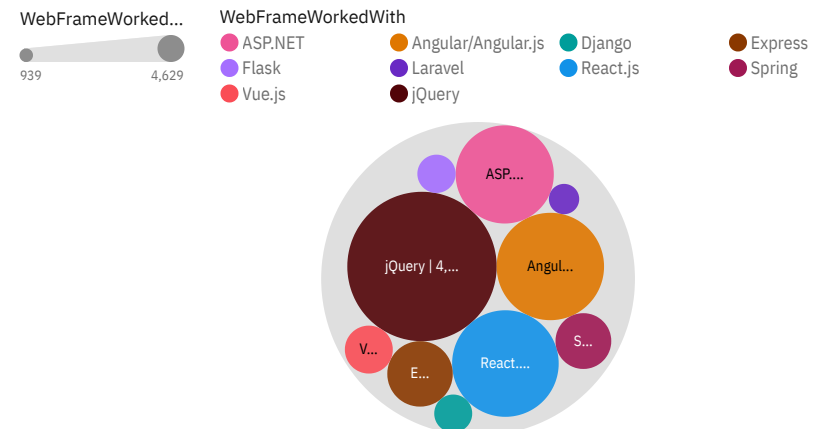 WebFrameWorked...
939
4,629
WebFrameWorkedWith
ASP.NET
Angular/Angular.js
Django
Express
Flask
Laravel
React.js
Spring
Vue.js
jQuery
ASP....
jQuery | 4,...
Angul...
S...
V...
React....
E...